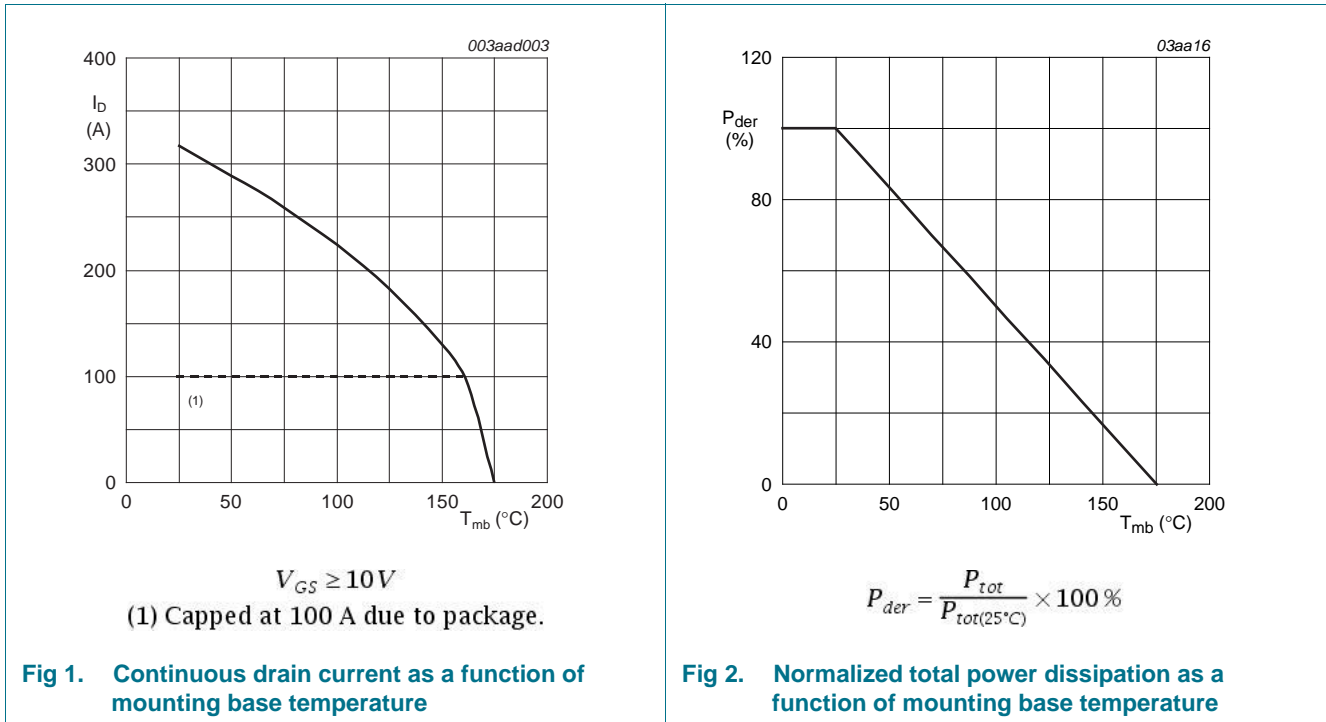 003aad003
400
I_D
(A)
300
200
100
(1)
0
0 50 100 150 200
T_mb (°C)
V_GS ≥ 10 V
(1) Capped at 100 A due to package.
Fig 1. Continuous drain current as a function of
mounting base temperature
03aa16
120
P_der
(%)
80
40
0
0 50 100 150 200
T_mb (°C)
P_der = P_tot / P_tot(25°C) × 100 %
Fig 2. Normalized total power dissipation as a
function of mounting base temperature